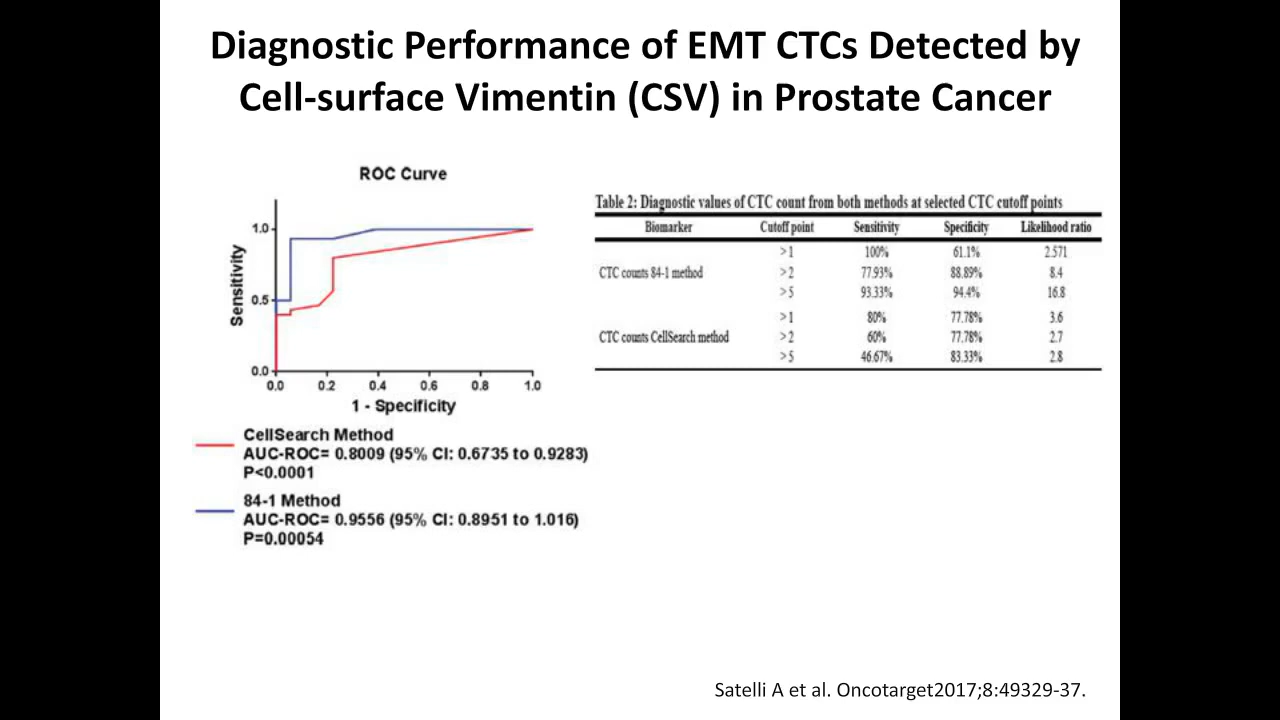 Diagnostic Performance of EMT CTCs Detected by
Cell-surface Vimentin (CSV) in Prostate Cancer
ROC Curve
Sensitivity
1.0
0.5
0.0
0.0 0.2 0.4 0.6 0.8 1.0
1 - Specificity
CellSearch Method
AUC-ROC= 0.8009 (95% CI: 0.6735 to 0.9283)
P<0.0001
84-1 Method
AUC-ROC= 0.9556 (95% CI: 0.8951 to 1.016)
P=0.00054
Table 2: Diagnostic values of CTC count from both methods at selected CTC cutoff points
Biomarker Cutoff point Sensitivity Specificity Likelihood ratio
>1 100% 61.1% 2.571
CTC counts 84-1 method >2 77.93% 88.89% 8.4
>5 93.33% 94.4% 16.8
>1 80% 77.78% 3.6
CTC counts CellSearch method >2 60% 77.78% 2.7
>5 46.67% 83.33% 2.8
Satelli A et al. Oncotarget2017;8:49329-37.